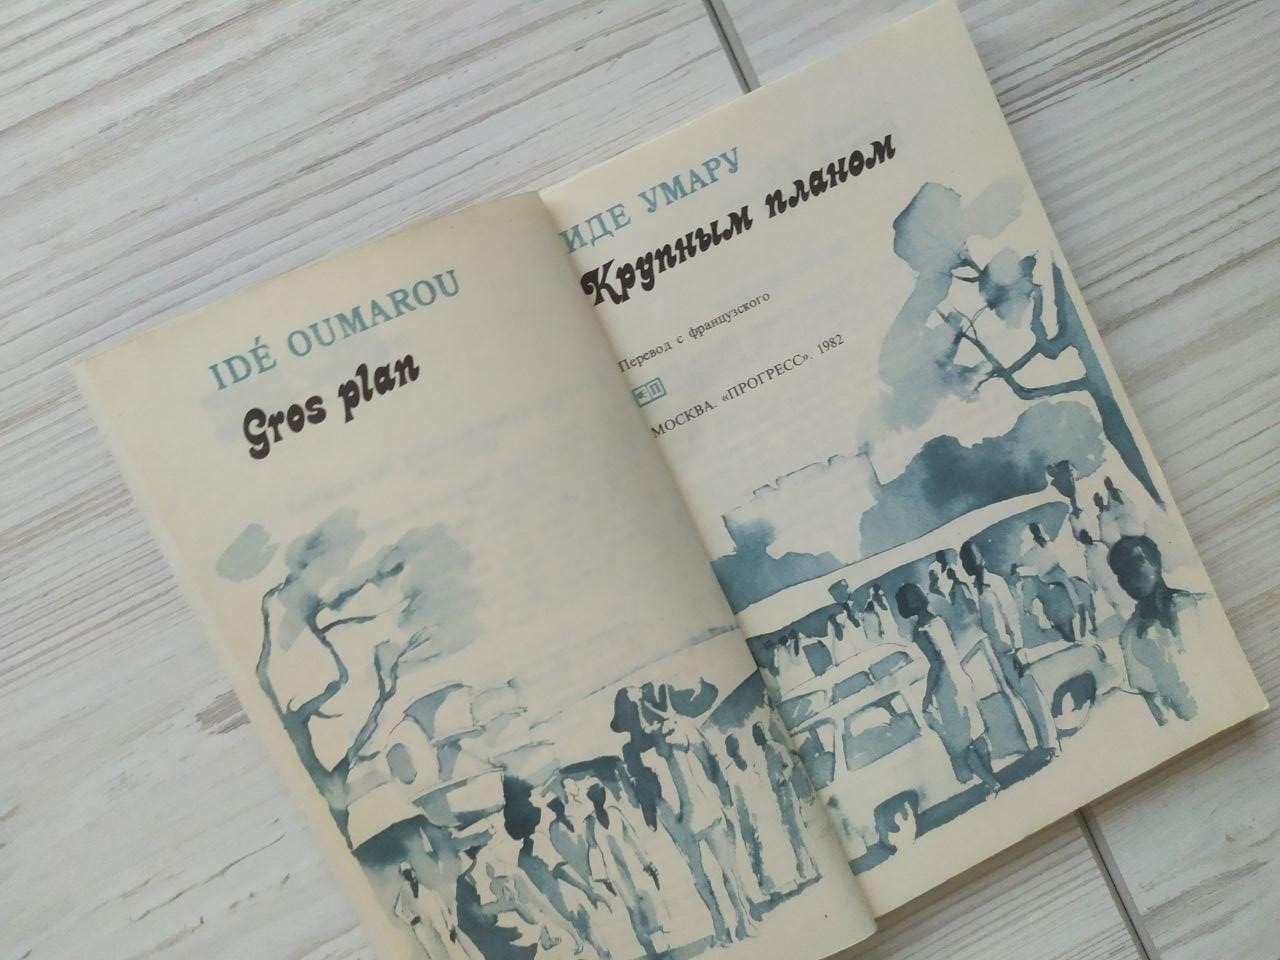 IDÉ OUMAROU
Gros plan
ИДЕ УМАРУ
Крупным планом
Перевод с французского
МОСКВА. «ПРОГРЕСС». 1982